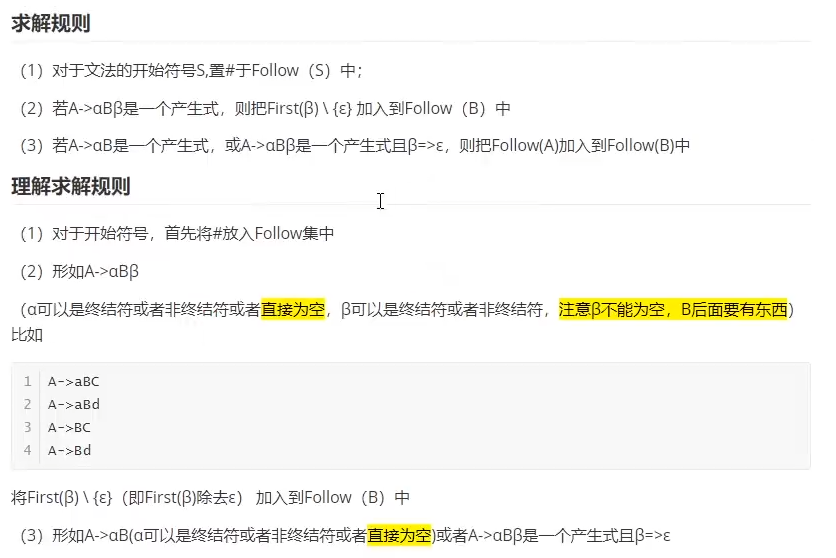 求解规则
（1）对于文法的开始符号S,置#于Follow（S）中；
（2）若A->αBβ是一个产生式，则把First(β) \ {ε} 加入到Follow（B）中
（3）若A->αB是一个产生式，或A->αBβ是一个产生式且β=>ε，则把Follow(A)加入到Follow(B)中
理解求解规则
（1）对于开始符号，首先将#放入Follow集中
（2）形如A->αBβ
（α可以是终结符或者非终结符或者直接为空，β可以是终结符或者非终结符，注意β不能为空，B后面要有东西）
比如
1 A->aBC
2 A->aBd
3 A->BC
4 A->Bd
将First(β) \ {ε}（即First(β)除去ε） 加入到Follow（B）中
（3）形如A->αB(α可以是终结符或者非终结符或者直接为空)或者A->αBβ是一个产生式且β=>ε